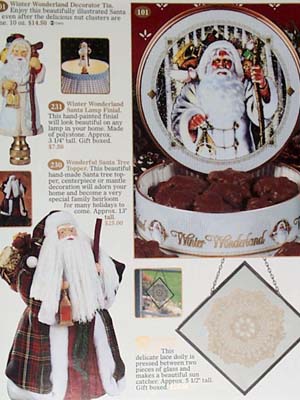 101 Winter Wonderland Decorator Tin.
Enjoy this beautifully illustrated Santa
even after the delicious nut clusters are
10 oz. $14.50
101
231 Winter Wonderland
Santa Lamp Finial.
This hand-painted finial
will look beautiful on any
lamp in your home. Made
of polystone. Approx.
3 1/4" tall. Gift boxed.
$7.50
230 Wonderful Santa Tree
Topper. This beautiful
hand-made Santa tree top-
per, centerpiece or mantle
decoration will adorn your
home and become a very
special family heirloom
for many holidays to
come. Approx. 13"
tall.
$25.00
Winter Wonderland
This
delicate lace doily is
pressed between two
pieces of glass and
makes a beautiful sun
catcher. Approx. 5 1/2" tall.
Gift boxed.